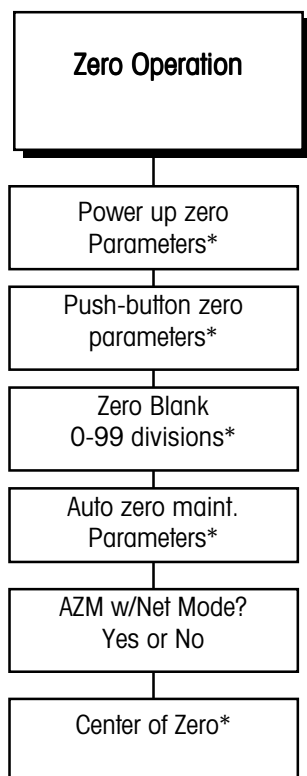 Zero Operation
Power up zero
Parameters*
Push-button zero
parameters*
Zero Blank
0-99 divisions*
Auto zero maint.
Parameters*
AZM w/Net Mode?
Yes or No
Center of Zero*